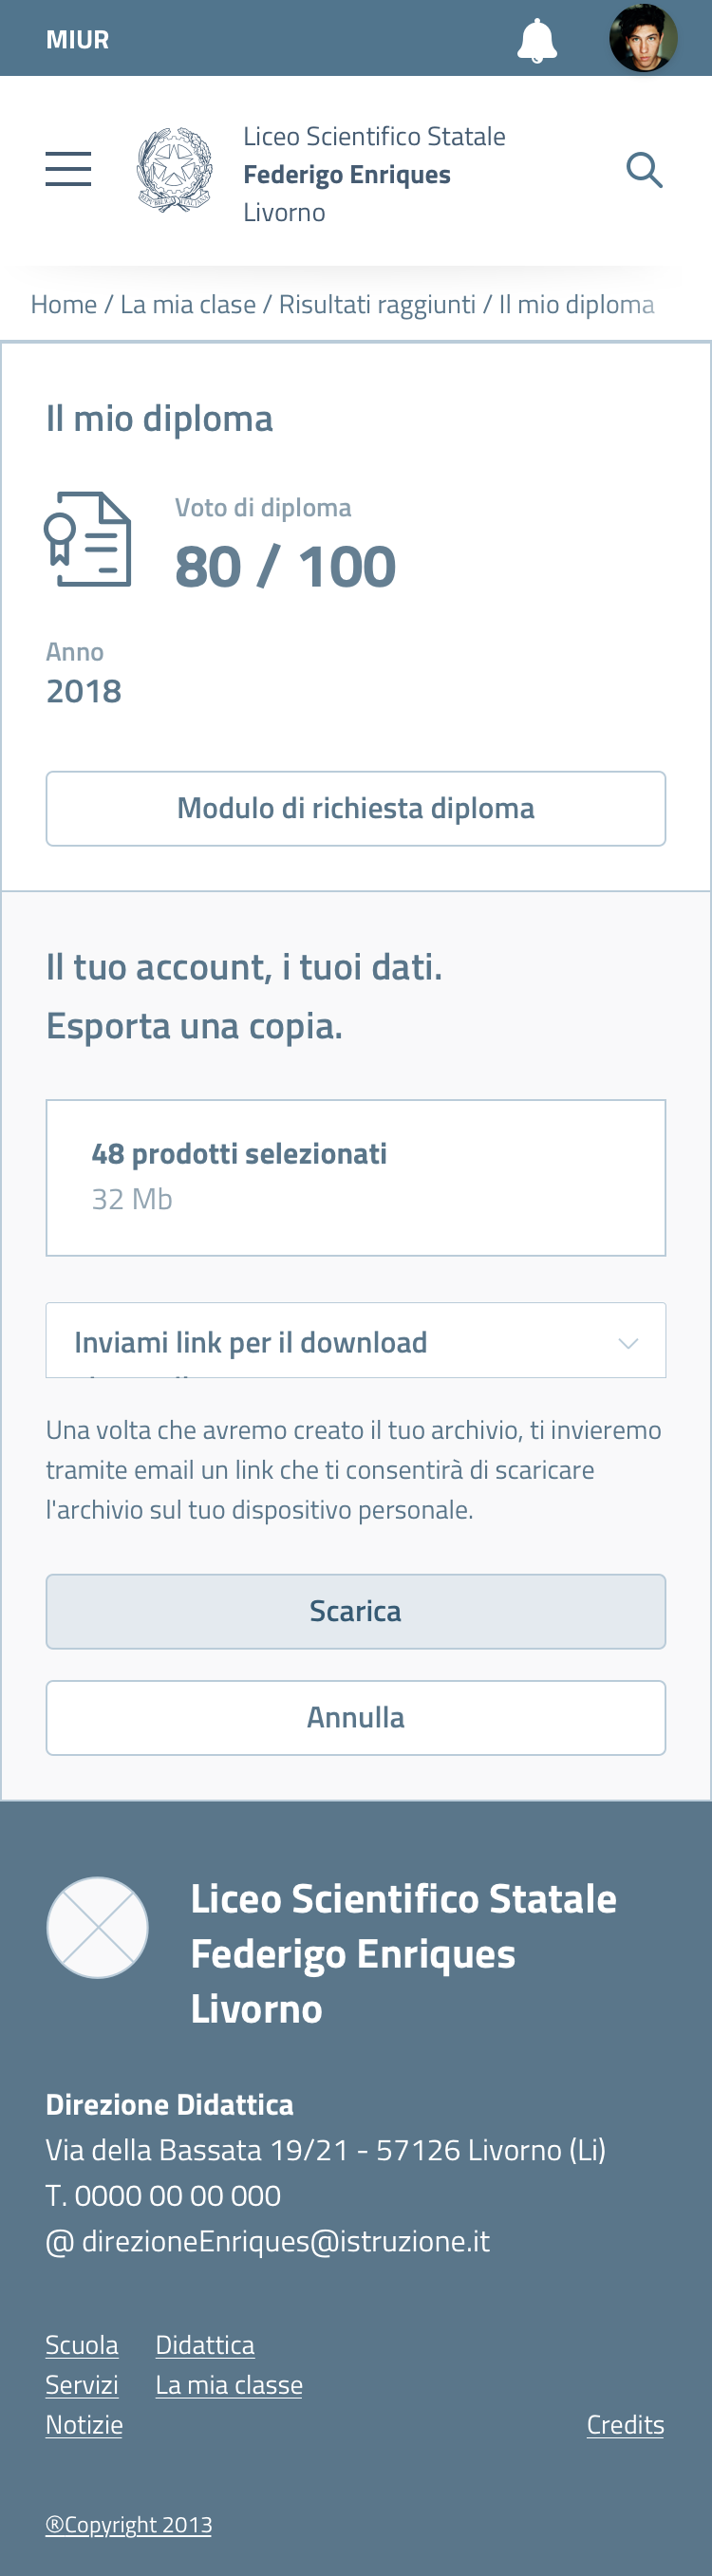 MIUR
Liceo Scientifico Statale
Federigo Enriques
Livorno
Home / La mia clase / Risultati raggiunti / Il mio diploma
Il mio diploma
Voto di diploma
80 / 100
Anno
2018
Modulo di richiesta diploma
Il tuo account, i tuoi dati.
Esporta una copia.
48 prodotti selezionati
32 Mb
Inviami link per il download
Una volta che avremo creato il tuo archivio, ti invieremo
tramite email un link che ti consentirà di scaricare
l'archivio sul tuo dispositivo personale.
Scarica
Annulla
Liceo Scientifico Statale
Federigo Enriques
Livorno
Direzione Didattica
Via della Bassata 19/21 - 57126 Livorno (Li)
T. 0000 00 00 000
@ direzioneEnriques@istruzione.it
Scuola Didattica
Servizi La mia classe
Notizie Credits
®Copyright 2013